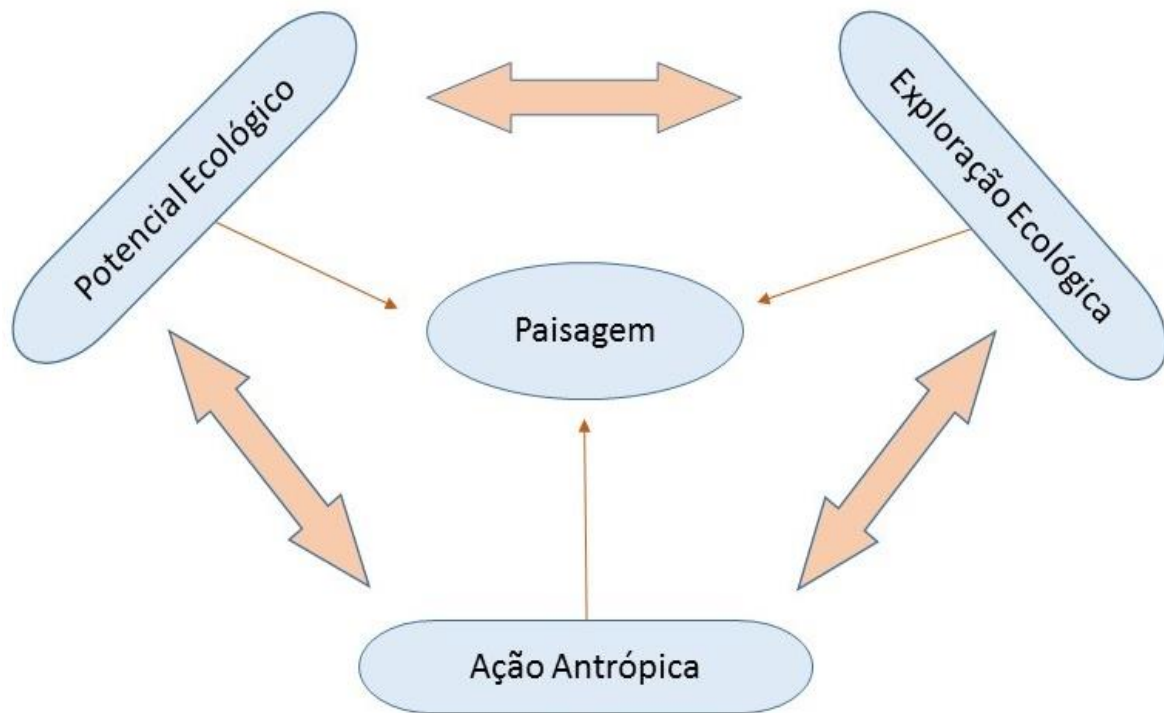 Potencial Ecológico
Exploração Ecológica
Paisagem
Ação Antrópica